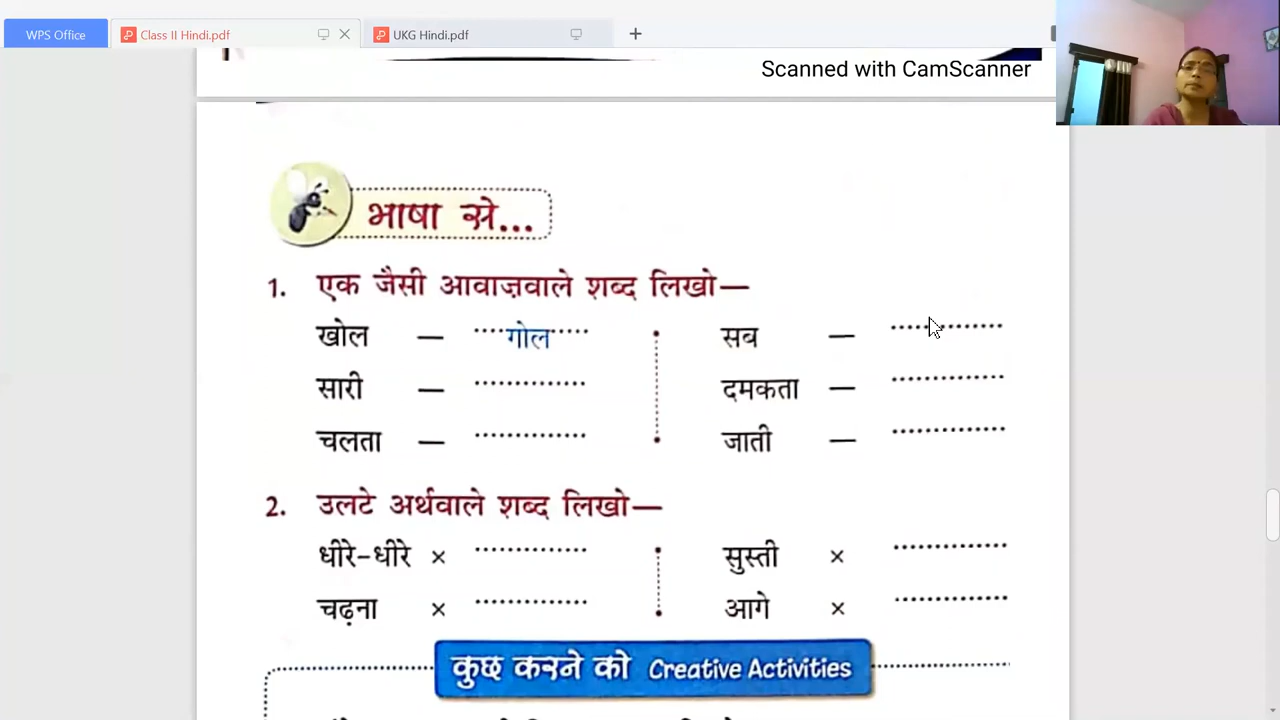 WPS Office Class II Hindi.pdf UKG Hindi.pdf
Scanned with CamScanner
भाषा से...
1. एक जैसी आवाज़वाले शब्द लिखो—
खोल — गोल सब —
सारी — दमकता —
चलता — जाती —
2. उलटे अर्थवाले शब्द लिखो—
धीरे-धीरे × सुस्ती ×
चढ़ना × आगे ×
कुछ करने को Creative Activities